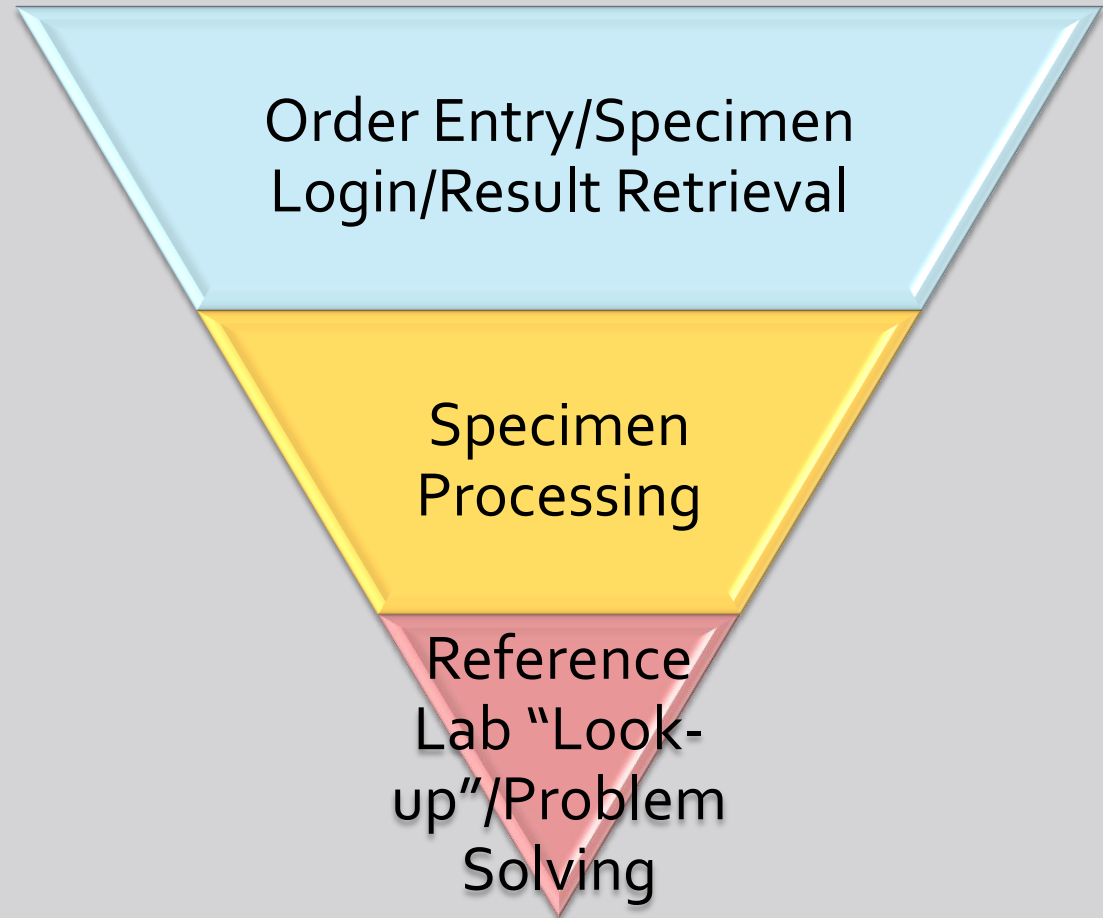 Order Entry/Specimen
Login/Result Retrieval
Specimen
Processing
Reference
Lab “Look-
up”/Problem
Solving